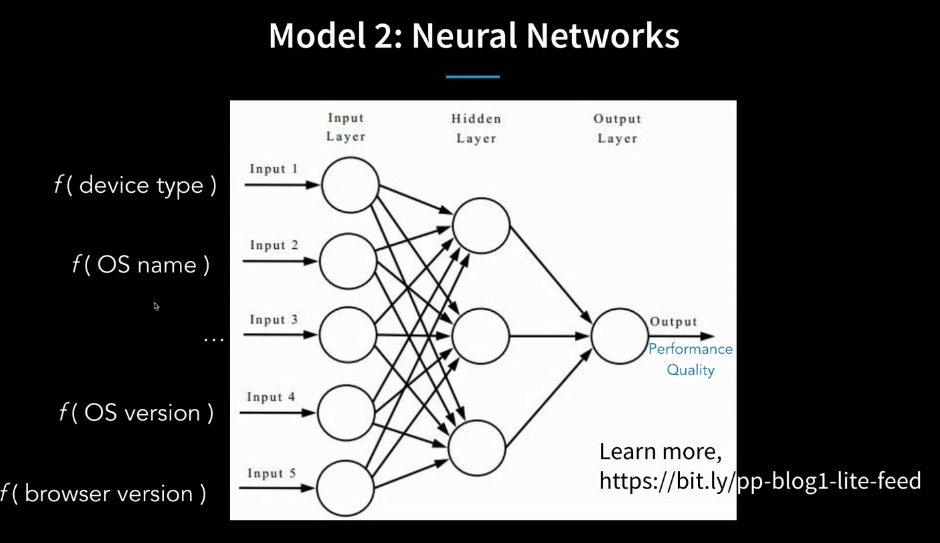 Model 2: Neural Networks
Input
Layer
Hidden
Layer
Output
Layer
f( device type )
Input 1
f( OS name )
Input 2
...
Input 3
Output
Performance
Quality
f( OS version )
Input 4
f( browser version )
Input 5
Learn more,
https://bit.ly/pp-blog1-lite-feed